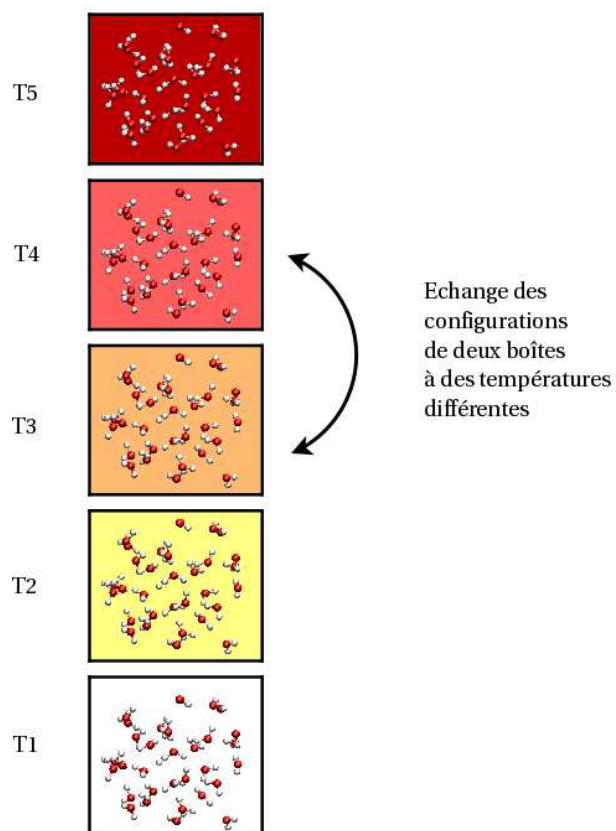 T5
T4
Echange des
configurations
de deux boîtes
à des températures
différentes
T3
T2
T1